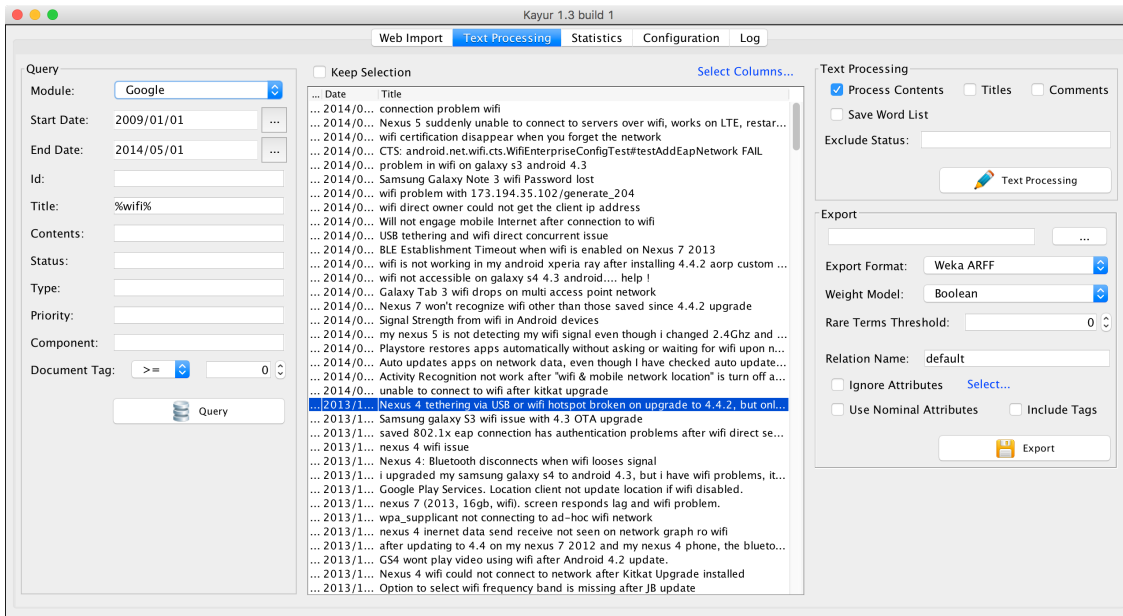 Kayur 1.3 build 1
Web Import Text Processing Statistics Configuration Log
Query
Module: Google
Start Date: 2009/01/01 ...
End Date: 2014/05/01 ...
Id:
Title: %wifi%
Contents:
Status:
Type:
Priority:
Component:
Document Tag: >= 0
Query
Keep Selection Select Columns...
... Date Title
... 2014/0... connection problem wifi
... 2014/0... Nexus 5 suddenly unable to connect to servers over wifi, works on LTE, restar...
... 2014/0... wifi certification disappear when you forget the network
... 2014/0... CTS: android.net.wifi.cts.WifiEnterpriseConfigTest#testAddEapNetwork FAIL
... 2014/0... problem in wifi on galaxy s3 android 4.3
... 2014/0... Samsung Galaxy Note 3 wifi Password lost
... 2014/0... wifi problem with 173.194.35.102/generate_204
... 2014/0... wifi direct owner could not get the client ip address
... 2014/0... Will not engage mobile Internet after connection to wifi
... 2014/0... USB tethering and wifi direct concurrent issue
... 2014/0... BLE Establishment Timeout when wifi is enabled on Nexus 7 2013
... 2014/0... wifi is not working in my android xperia ray after installing 4.4.2 aorp custom ...
... 2014/0... wifi not accessible on galaxy s4 4.3 android.... help !
... 2014/0... Galaxy Tab 3 wifi drops on multi access point network
... 2014/0... Nexus 7 won't recognize wifi other than those saved since 4.4.2 upgrade
... 2014/0... Signal Strength from wifi in Android devices
... 2014/0... my nexus 5 is not detecting my wifi signal even though i changed 2.4Ghz and ...
... 2014/0... Playstore restores apps automatically without asking or waiting for wifi upon n...
... 2014/0... Auto updates apps on network data, even though I have checked auto update...
... 2014/0... Activity Recognition not work after "wifi & mobile network location" is turn off a...
... 2014/0... unable to connect to wifi after kitkat upgrade
... 2013/1... Nexus 4 tethering via USB or wifi hotspot broken on upgrade to 4.4.2, but onl...
... 2013/1... Samsung galaxy S3 wifi issue with 4.3 OTA upgrade
... 2013/1... saved 802.1x eap connection has authentication problems after wifi direct se...
... 2013/1... nexus 4 wifi issue
... 2013/1... Nexus 4: Bluetooth disconnects when wifi looses signal
... 2013/1... i upgraded my samsung galaxy s4 to android 4.3, but i have wifi problems, it...
... 2013/1... Google Play Services. Location client not update location if wifi disabled.
... 2013/1... nexus 7 (2013, 16gb, wifi). screen responds lag and wifi problem.
... 2013/1... wpa_supplicant not connecting to ad-hoc wifi network
... 2013/1... nexus 4 inernet data send receive not seen on network graph ro wifi
... 2013/1... after updating to 4.4 on my nexus 7 2012 and my nexus 4 phone, the blueto...
... 2013/1... GS4 wont play video using wifi after Android 4.2 update.
... 2013/1... Nexus 4 wifi could not connect to network after Kitkat Upgrade installed
... 2013/1... Option to select wifi frequency band is missing after JB update
Text Processing
Process Contents Titles Comments
Save Word List
Exclude Status:
Text Processing
Export
...
Export Format: Weka ARFF
Weight Model: Boolean
Rare Terms Threshold: 0
Relation Name: default
Ignore Attributes Select...
Use Nominal Attributes Include Tags
Export